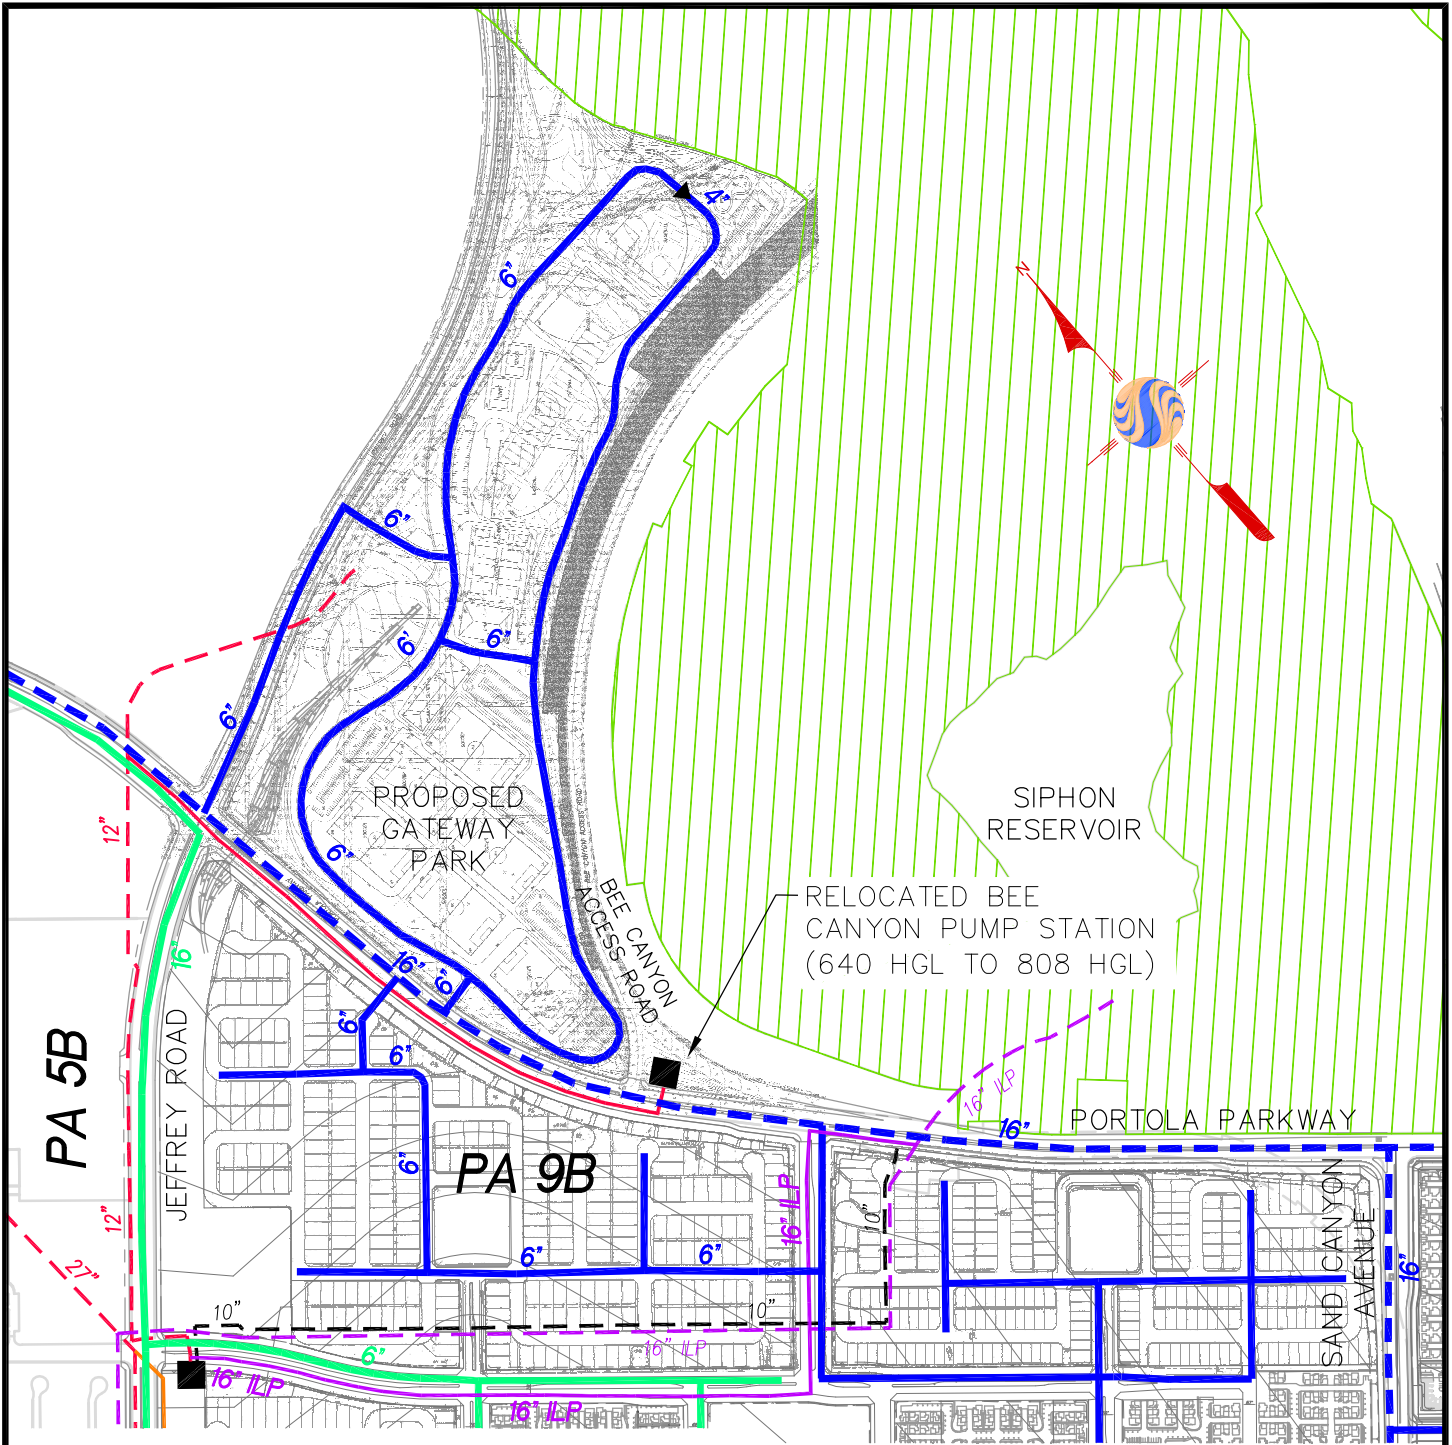 4"
6"
N
6"
6"
6'
6"
PROPOSED
GATEWAY
PARK
SIPHON
RESERVOIR
12"
6"
RELOCATED BEE
CANYON PUMP STATION
(640 HGL TO 808 HGL)
BEE CANYON
ACCESS ROAD
16"
16"
6"
6"
6"
PA 5B
JEFFREY ROAD
16" ILP
16"
PORTOLA PARKWAY
6"
PA 9B
16" ILP
10"
12"
SAND CANYON
AVENUE
16"
27"
6"
6"
10"
10"
6"
16" ILP
16" ILP
16" ILP